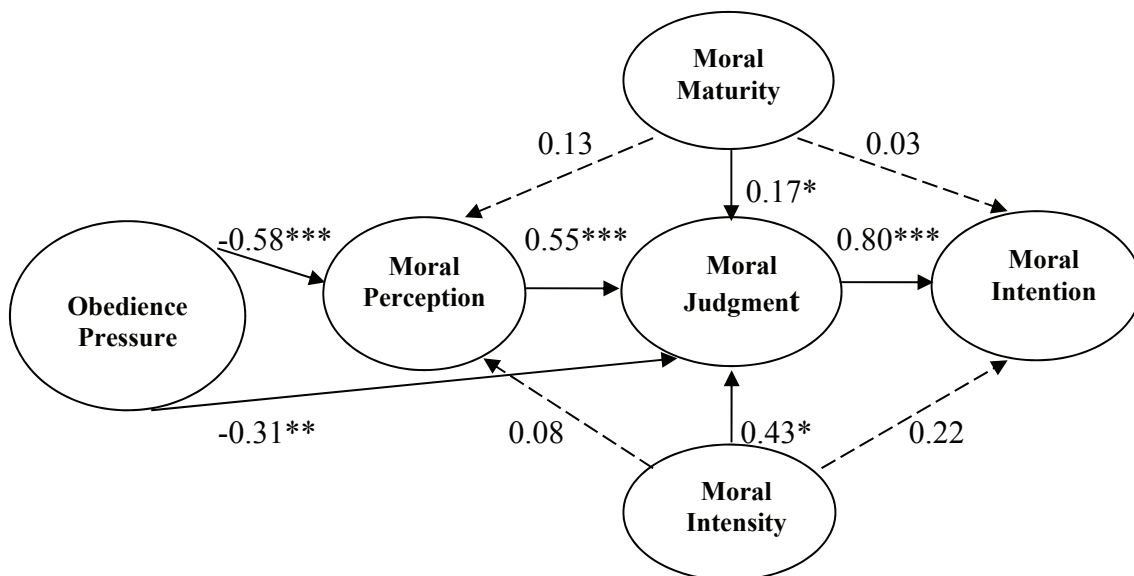 Moral
Maturity
0.13
0.03
0.17*
-0.58***
0.55***
0.80***
Moral
Perception
Moral
Judgment
Moral
Intention
Obedience
Pressure
-0.31**
0.08
0.43*
0.22
Moral
Intensity